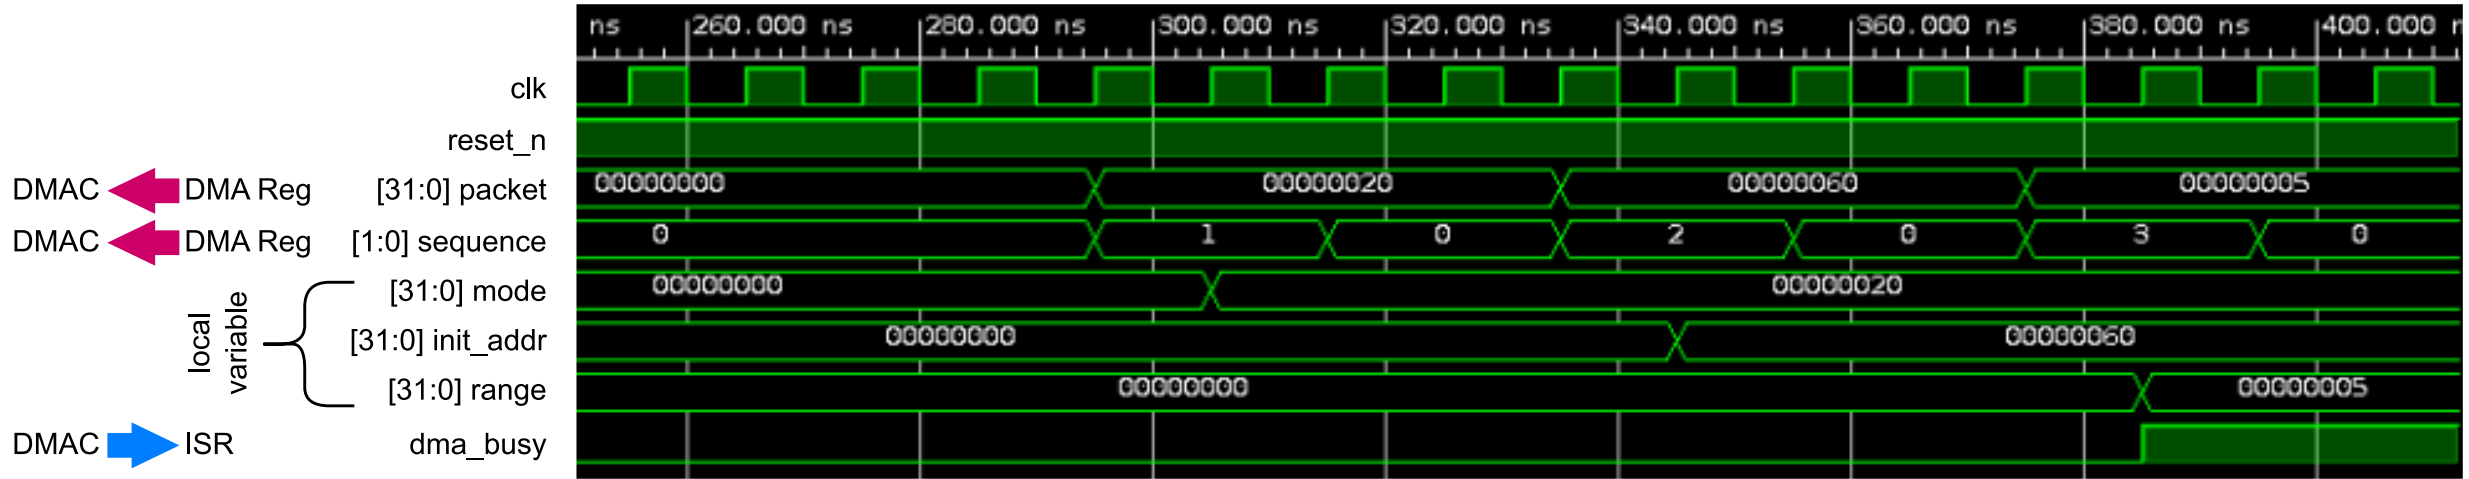 ns 260.000 ns 280.000 ns 300.000 ns 320.000 ns 340.000 ns 360.000 ns 380.000 ns 400.000 n
clk
reset_n
DMAC DMA Reg [31:0] packet 00000000 00000020 00000060 00000005
DMAC DMA Reg [1:0] sequence 0 1 0 2 0 3 0
local
variable
[31:0] mode 00000000 00000020
[31:0] init_addr 00000000 00000060
[31:0] range 00000000 00000005
DMAC ISR dma_busy